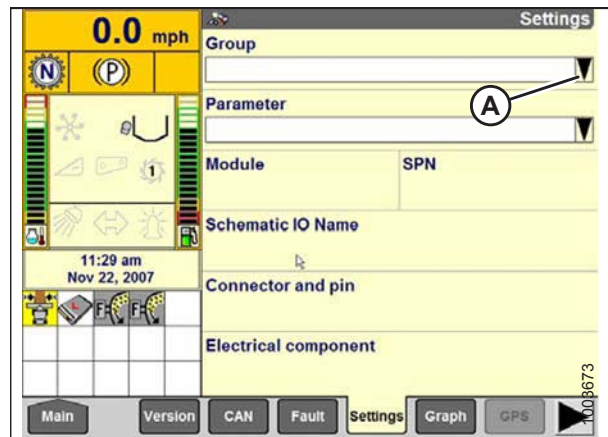 0.0 mph
N
(P)
1
11:29 am
Nov 22, 2007
F
F
Settings
Group
A
Parameter
Module
SPN
Schematic IO Name
Connector and pin
Electrical component
Main
Version
CAN
Fault
Settings
Graph
GPS
1003673